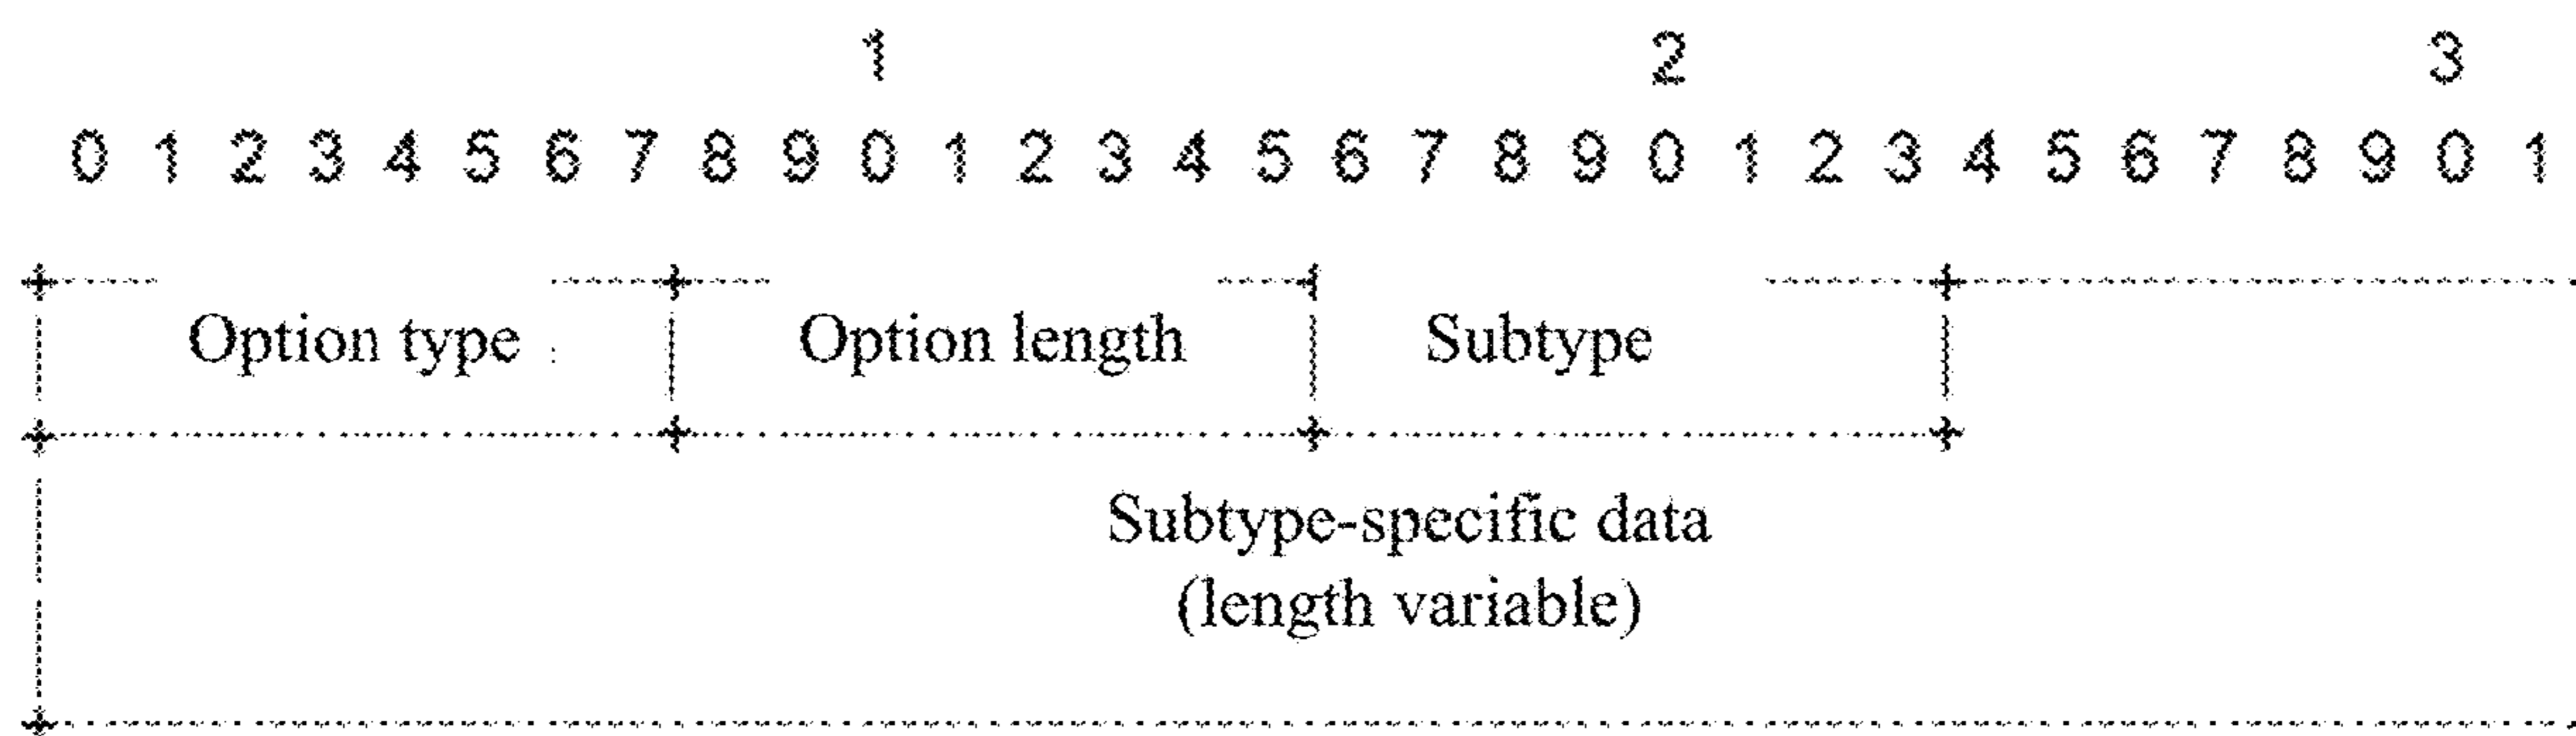 1 2 3
0 1 2 3 4 5 6 7 8 9 0 1 2 3 4 5 6 7 8 9 0 1 2 3 4 5 6 7 8 9 0 1
Option type Option length Subtype
Subtype-specific data
(length variable)